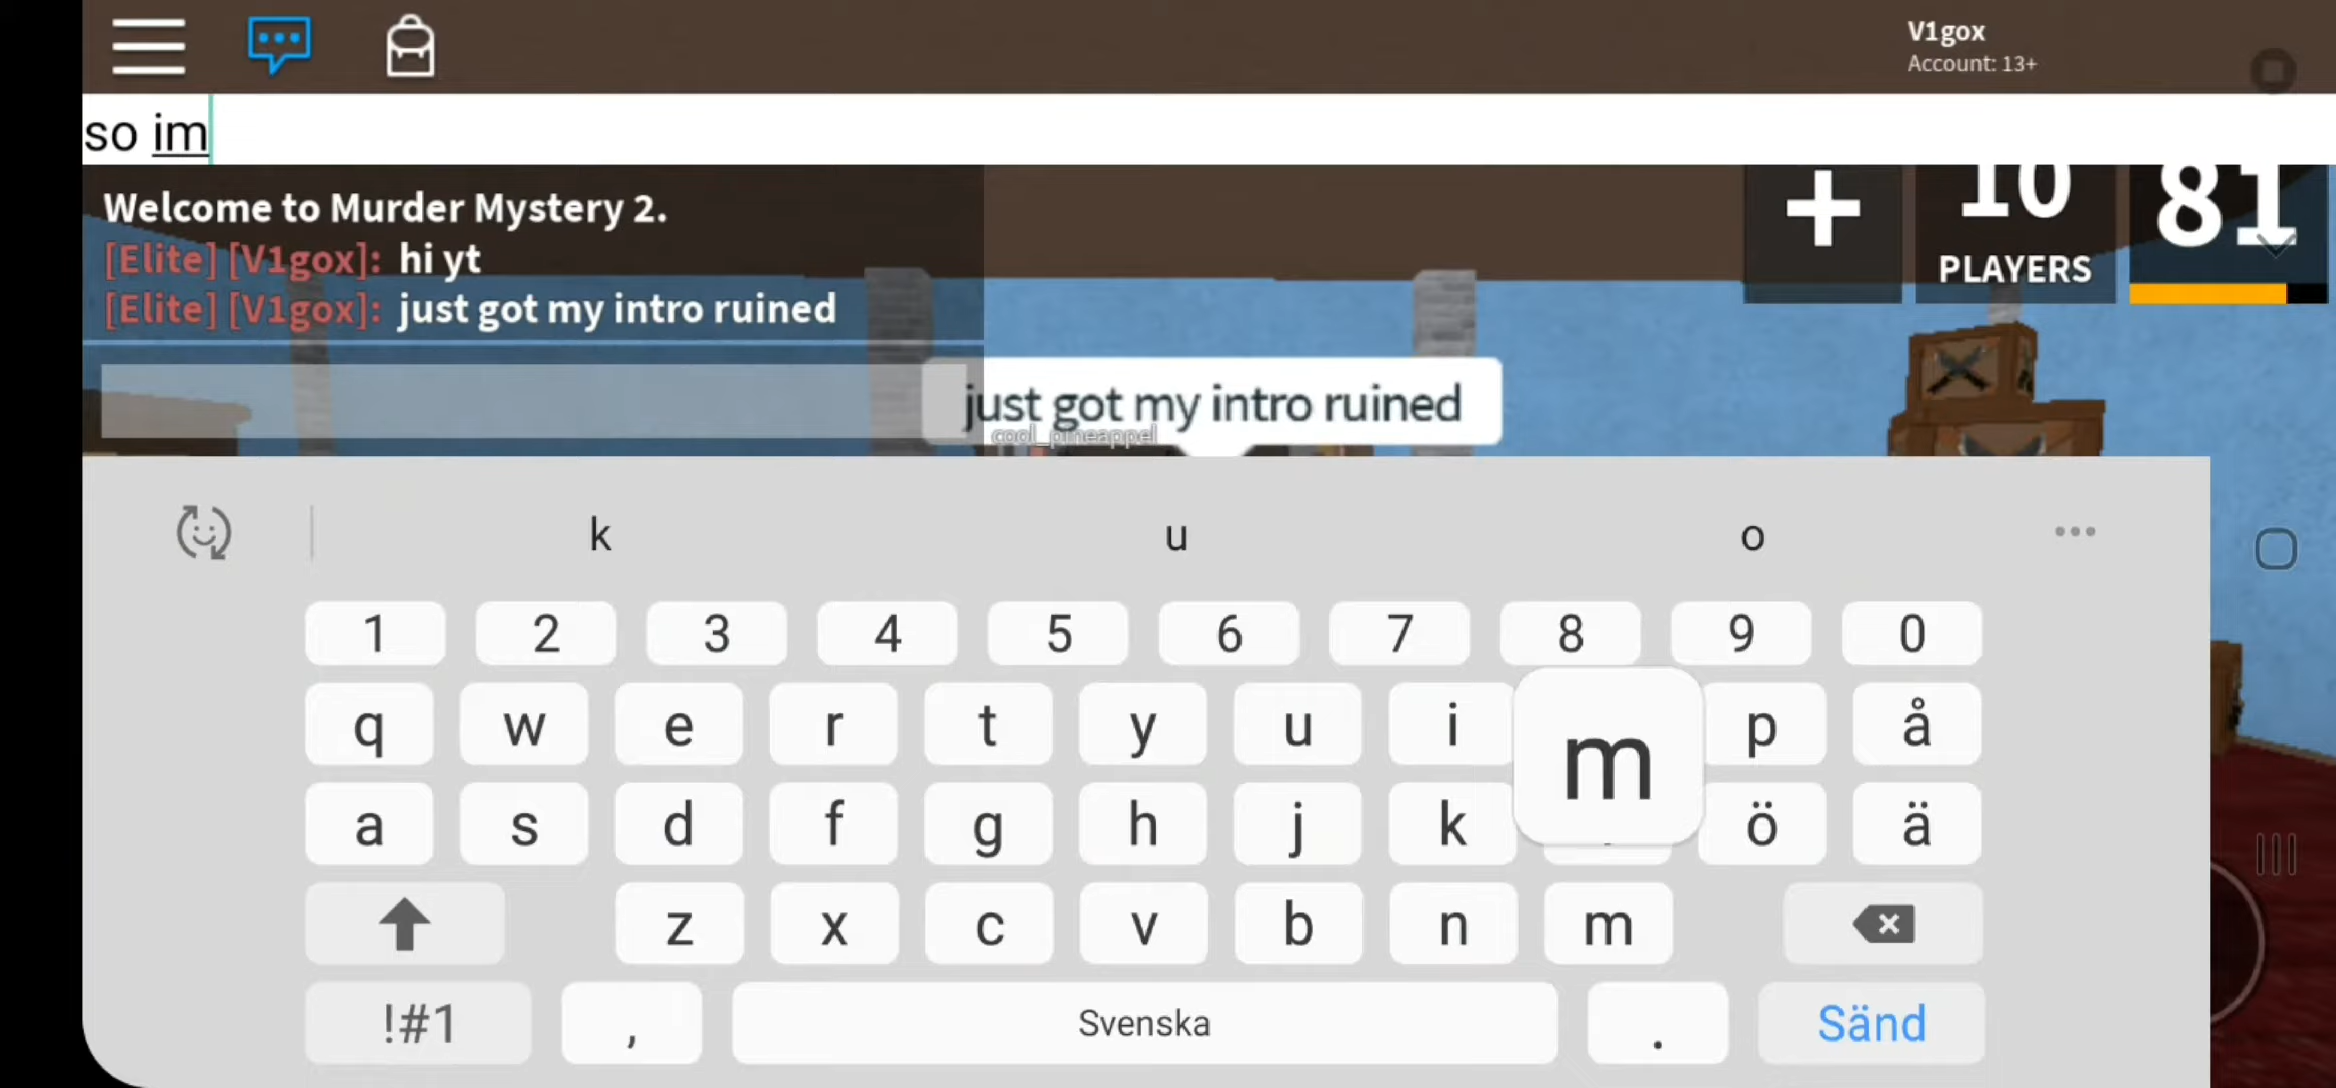 V1gox
Account: 13+
so im
Welcome to Murder Mystery 2.
[Elite] [V1gox]: hi yt
[Elite] [V1gox]: just got my intro ruined
+
10
PLAYERS
81
just got my intro ruined
cool_pineappel
k u o
1 2 3 4 5 6 7 8 9 0
q w e r t y u i p å
m
a s d f g h j k ö ä
z x c v b n m
!#1 , Svenska . Sänd